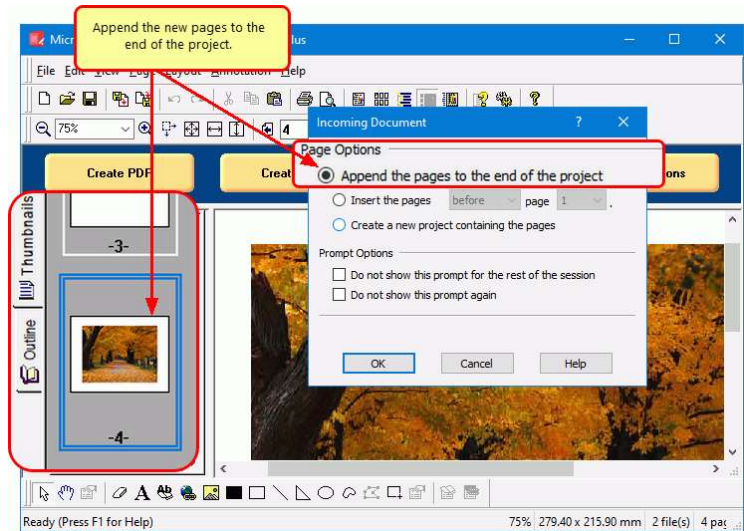 Append the new pages to the
end of the project.
Micr
lus
File Edit View Page Layout Annotation Help
75%
4
Incoming Document
?
Page Options
Append the pages to the end of the project
Insert the pages before page 1 .
Create a new project containing the pages
Prompt Options
Do not show this prompt for the rest of the session
Do not show this prompt again
OK Cancel Help
Create PDF
Creat
ons
Thumbnails
Outline
-3-
-4-
Ready (Press F1 for Help)
75% 279.40 x 215.90 mm 2 file(s) 4 pag